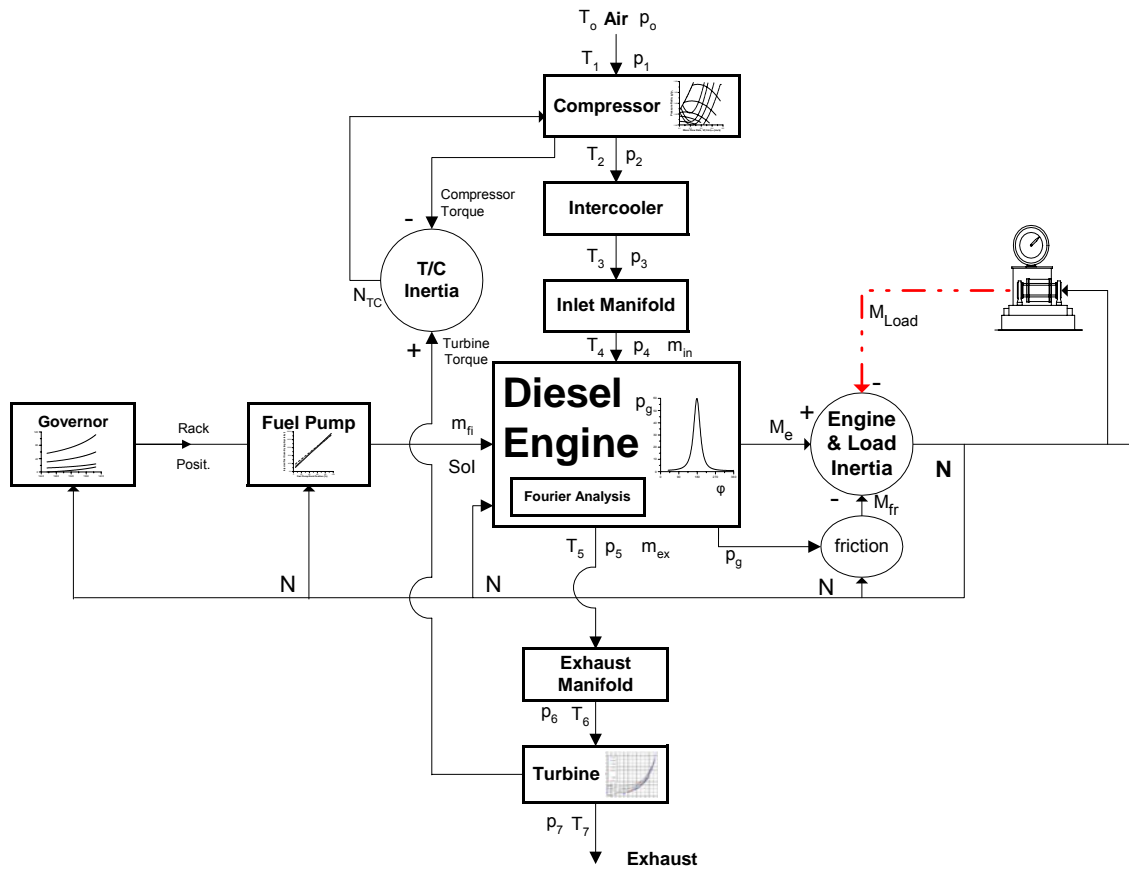 T_o Air p_o
T_1 p_1
Compressor
T_2 p_2
Compressor
Torque
-
Intercooler
T/C
Inertia
N_TC
T_3 p_3
Inlet Manifold
M_Load
+
Turbine
Torque
T_4 p_4 m_in
-
Diesel
Engine
p_g
φ
Fourier Analysis
Governor
Rack
Posit.
Fuel Pump
m_fi
SoI
M_e
+
Engine
& Load
Inertia
N
-
M_fr
friction
T_5 p_5 m_ex
p_g
N
N
N
Exhaust
Manifold
p_6 T_6
Turbine
p_7 T_7
Exhaust